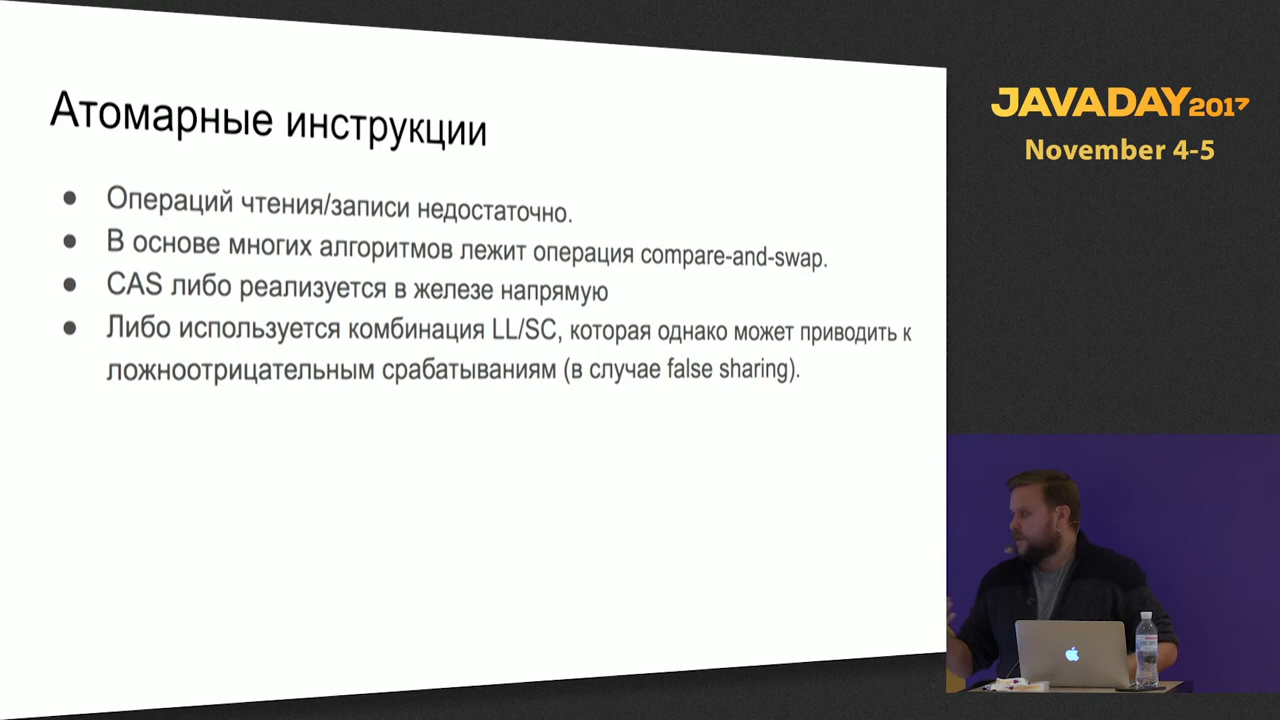 Атомарные инструкции
● Операций чтения/записи недостаточно.
● В основе многих алгоритмов лежит операция compare-and-swap.
● CAS либо реализуется в железе напрямую
● Либо используется комбинация LL/SC, которая однако может приводить к
ложноотрицательным срабатываниям (в случае false sharing).
JAVADAY2017
November 4-5